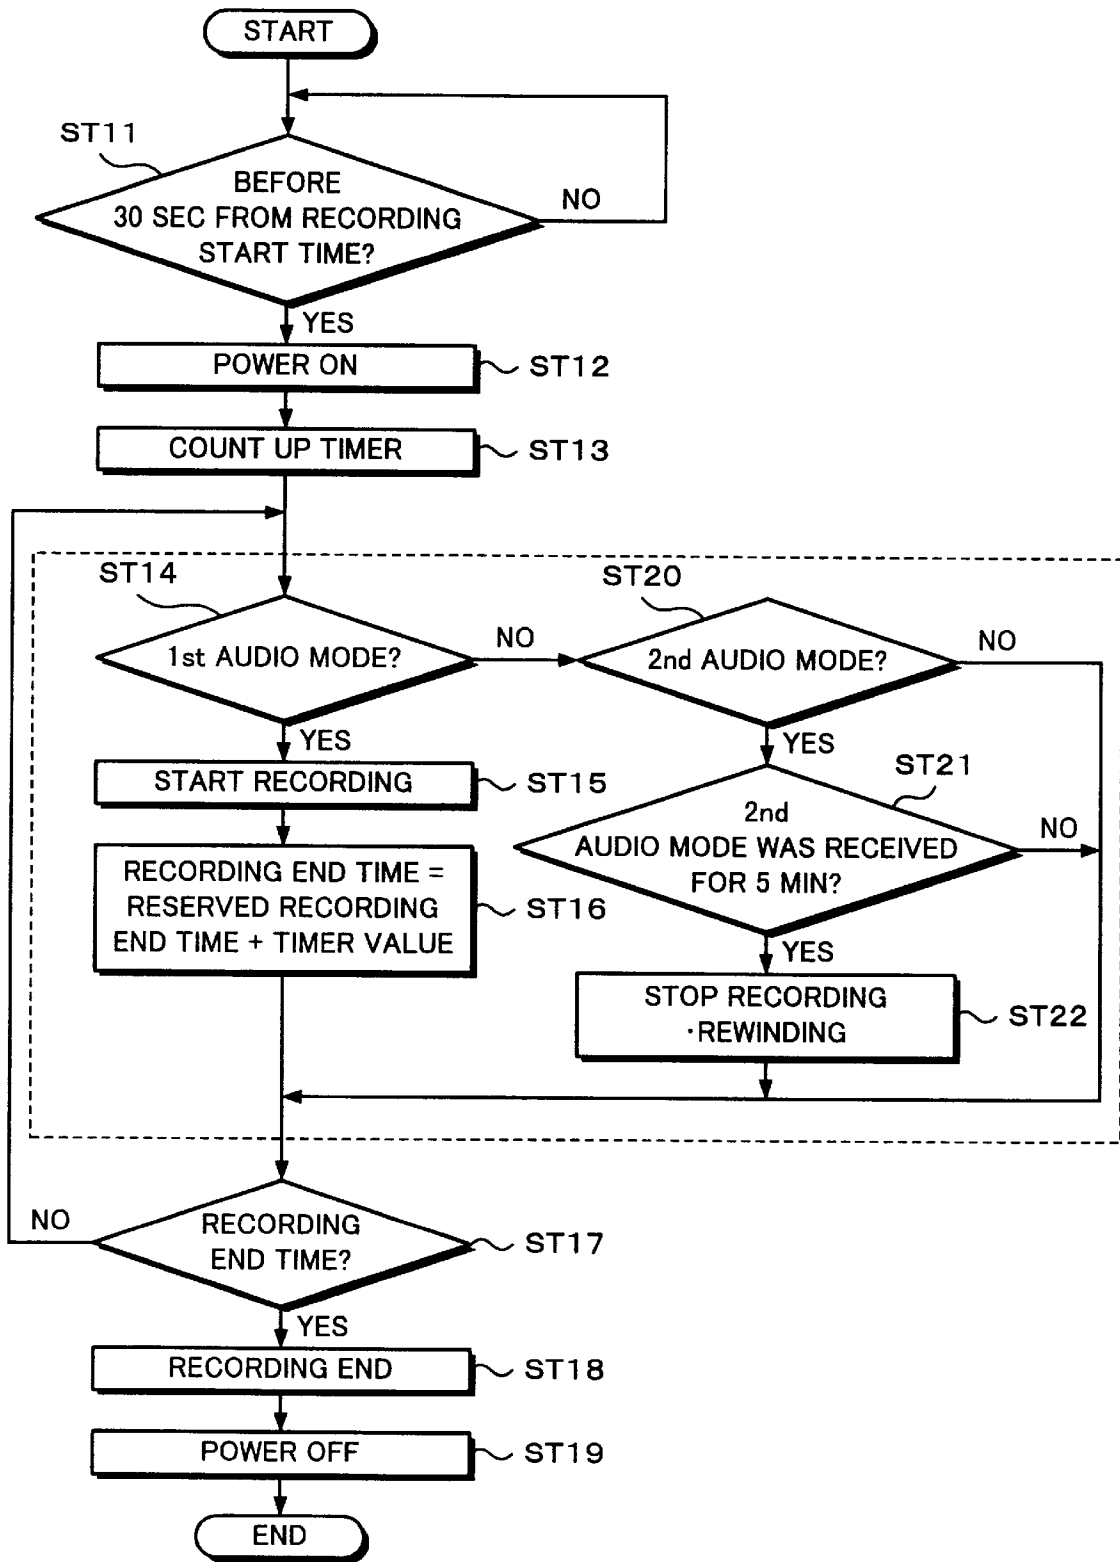 START
ST11
BEFORE
30 SEC FROM RECORDING
START TIME?
NO
YES
POWER ON
ST12
COUNT UP TIMER
ST13
ST14
1st AUDIO MODE?
NO
ST20
2nd AUDIO MODE?
NO
YES
START RECORDING
ST15
YES
ST21
2nd
AUDIO MODE WAS RECEIVED
FOR 5 MIN?
NO
RECORDING END TIME =
RESERVED RECORDING
END TIME + TIMER VALUE
ST16
YES
STOP RECORDING
·REWINDING
ST22
NO
RECORDING
END TIME?
ST17
YES
RECORDING END
ST18
POWER OFF
ST19
END